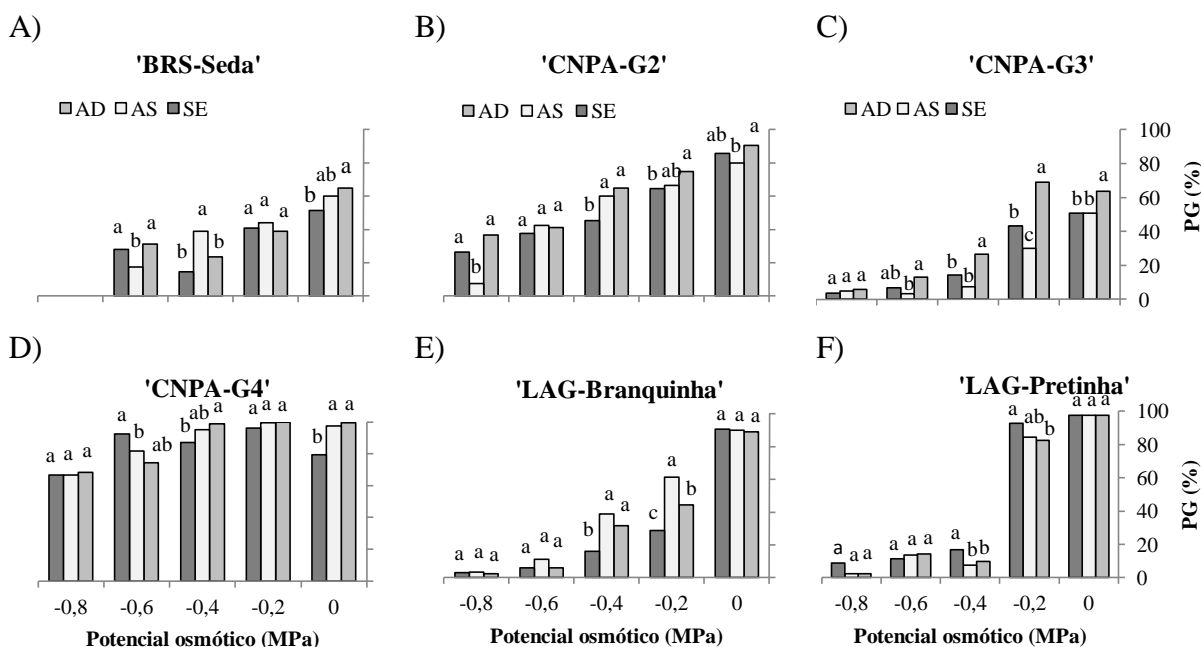 A)
'BRS-Seda'
AD AS SE
a b a b a b a a a b ab a
B)
'CNPA-G2'
AD AS SE
a b a a a a b a a b ab a ab b a
C)
'CNPA-G3'
AD AS SE
a a a ab b a b b a b c a b b a
100
80
60
40
20
0
PG (%)
D)
'CNPA-G4'
a a a a b ab b ab a a a a b a a
-0,8 -0,6 -0,4 -0,2 0
Potencial osmótico (MPa)
E)
'LAG-Branquinha'
a a a a a a b a a c a b a a a
-0,8 -0,6 -0,4 -0,2 0
Potencial osmótico (MPa)
F)
'LAG-Pretinha'
a a a a a a a b b a ab b a a a
100
80
60
40
20
0
PG (%)
-0,8 -0,6 -0,4 -0,2 0
Potencial osmótico (MPa)